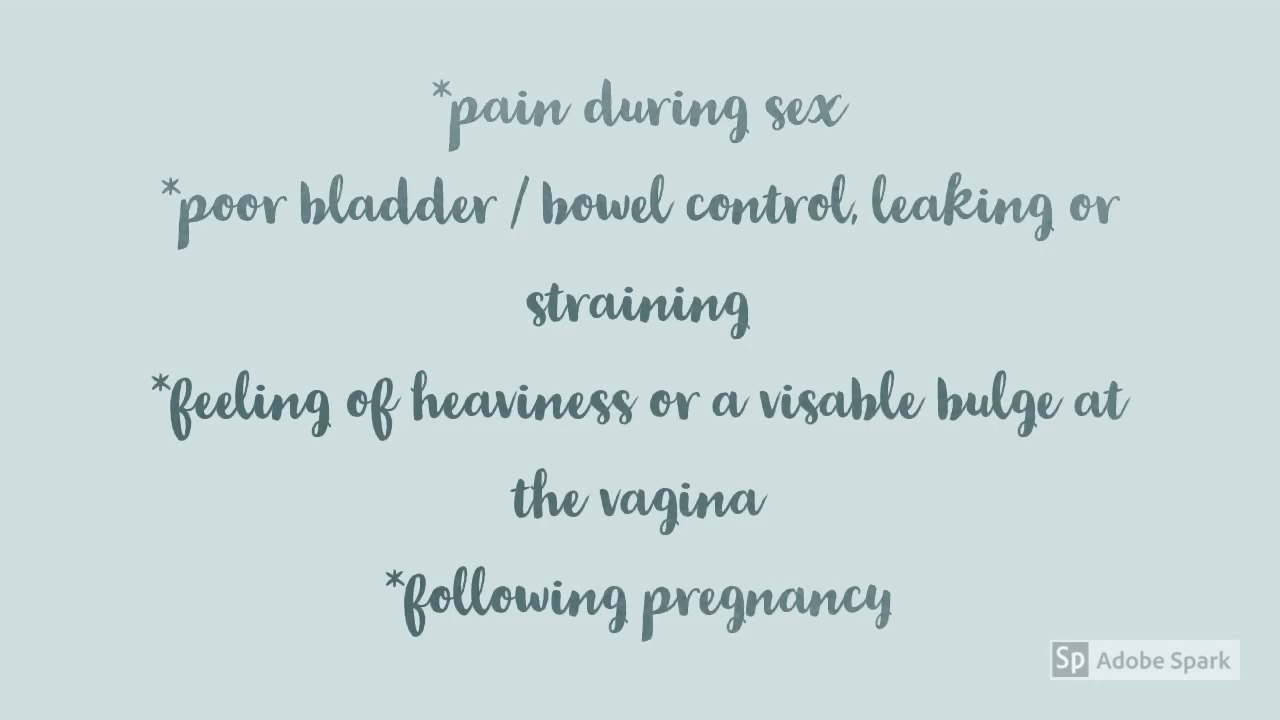 *pain during sex
*poor bladder / bowel control, leaking or
straining
*feeling of heaviness or a visable bulge at
the vagina
*following pregnancy
Sp Adobe Spark